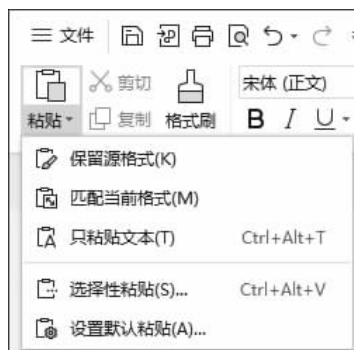 文件
剪切
宋体 (正文)
粘贴 复制 格式刷 B I U
保留源格式(K)
匹配当前格式(M)
只粘贴文本(T) Ctrl+Alt+T
选择性粘贴(S)... Ctrl+Alt+V
设置默认粘贴(A)...